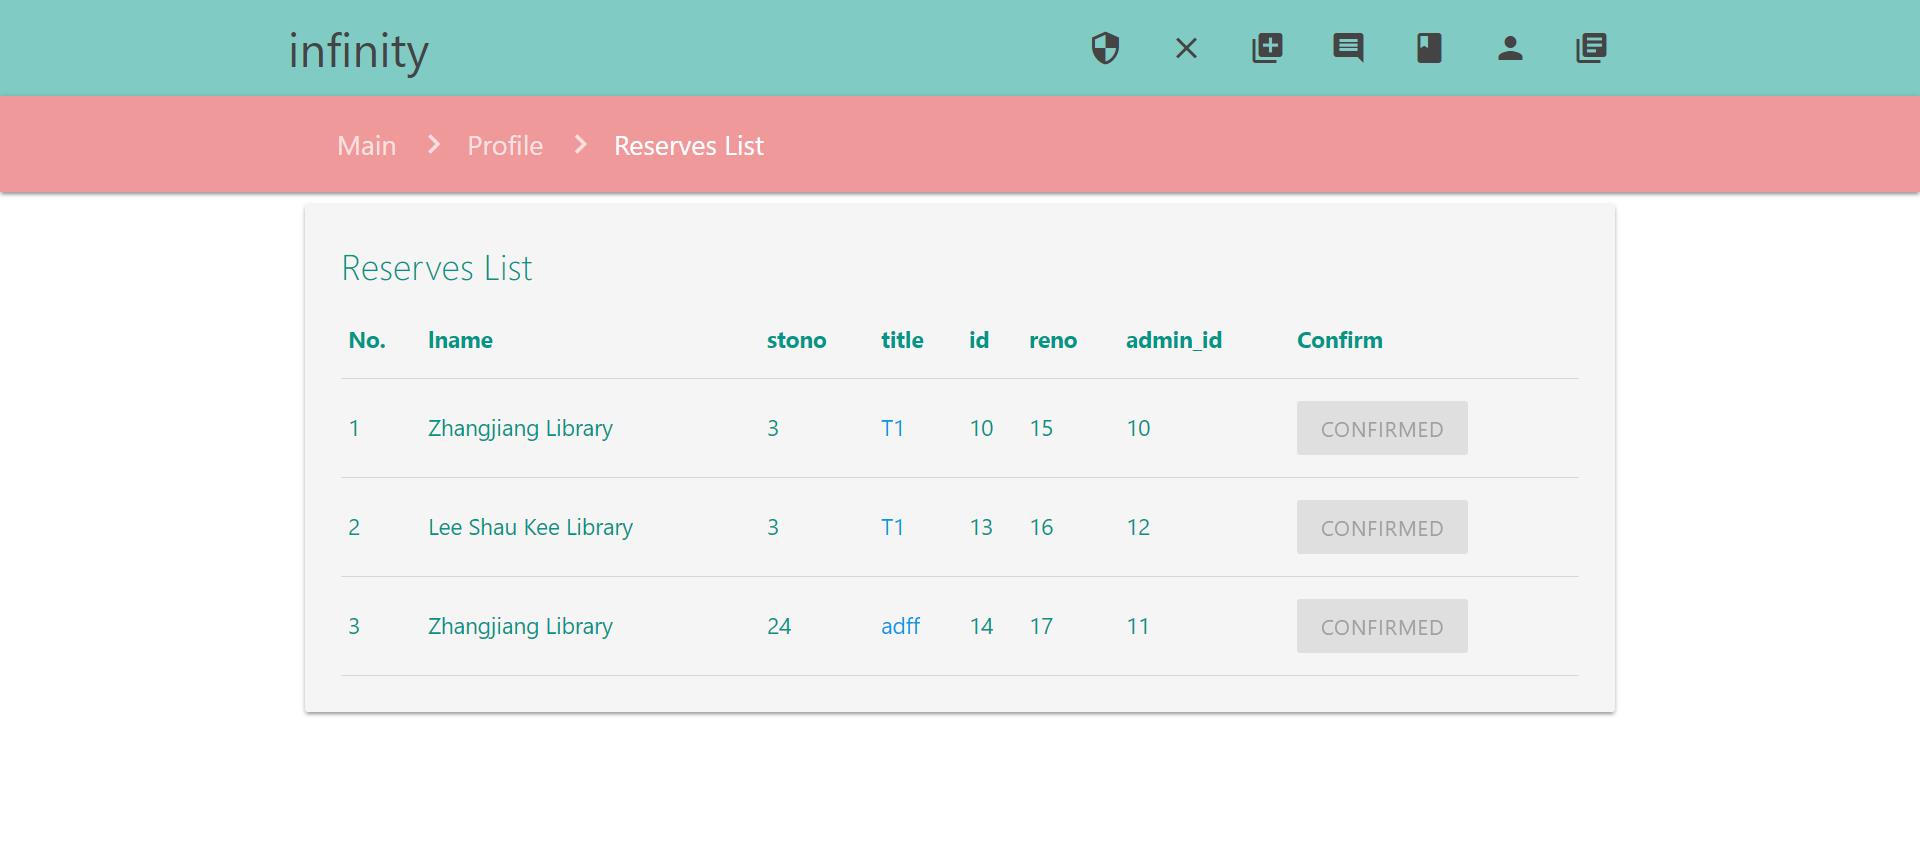 infinity
Main > Profile > Reserves List
Reserves List
No. lname stono title id reno admin_id Confirm
1 Zhangjiang Library 3 T1 10 15 10 CONFIRMED
2 Lee Shau Kee Library 3 T1 13 16 12 CONFIRMED
3 Zhangjiang Library 24 adff 14 17 11 CONFIRMED